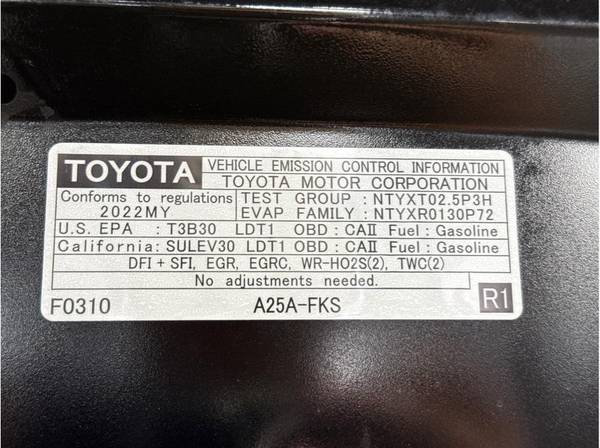 TOYOTA VEHICLE EMISSION CONTROL INFORMATION
TOYOTA MOTOR CORPORATION
Conforms to regulations TEST GROUP : NTYXT02.5P3H
2022MY EVAP FAMILY : NTYXR0130P72
U.S. EPA : T3B30 LDT1 OBD : CAⅡ Fuel : Gasoline
California: SULEV30 LDT1 OBD : CAⅡ Fuel : Gasoline
DFI + SFI, EGR, EGRC, WR-HO2S(2), TWC(2)
No adjustments needed.
F0310 A25A-FKS R1